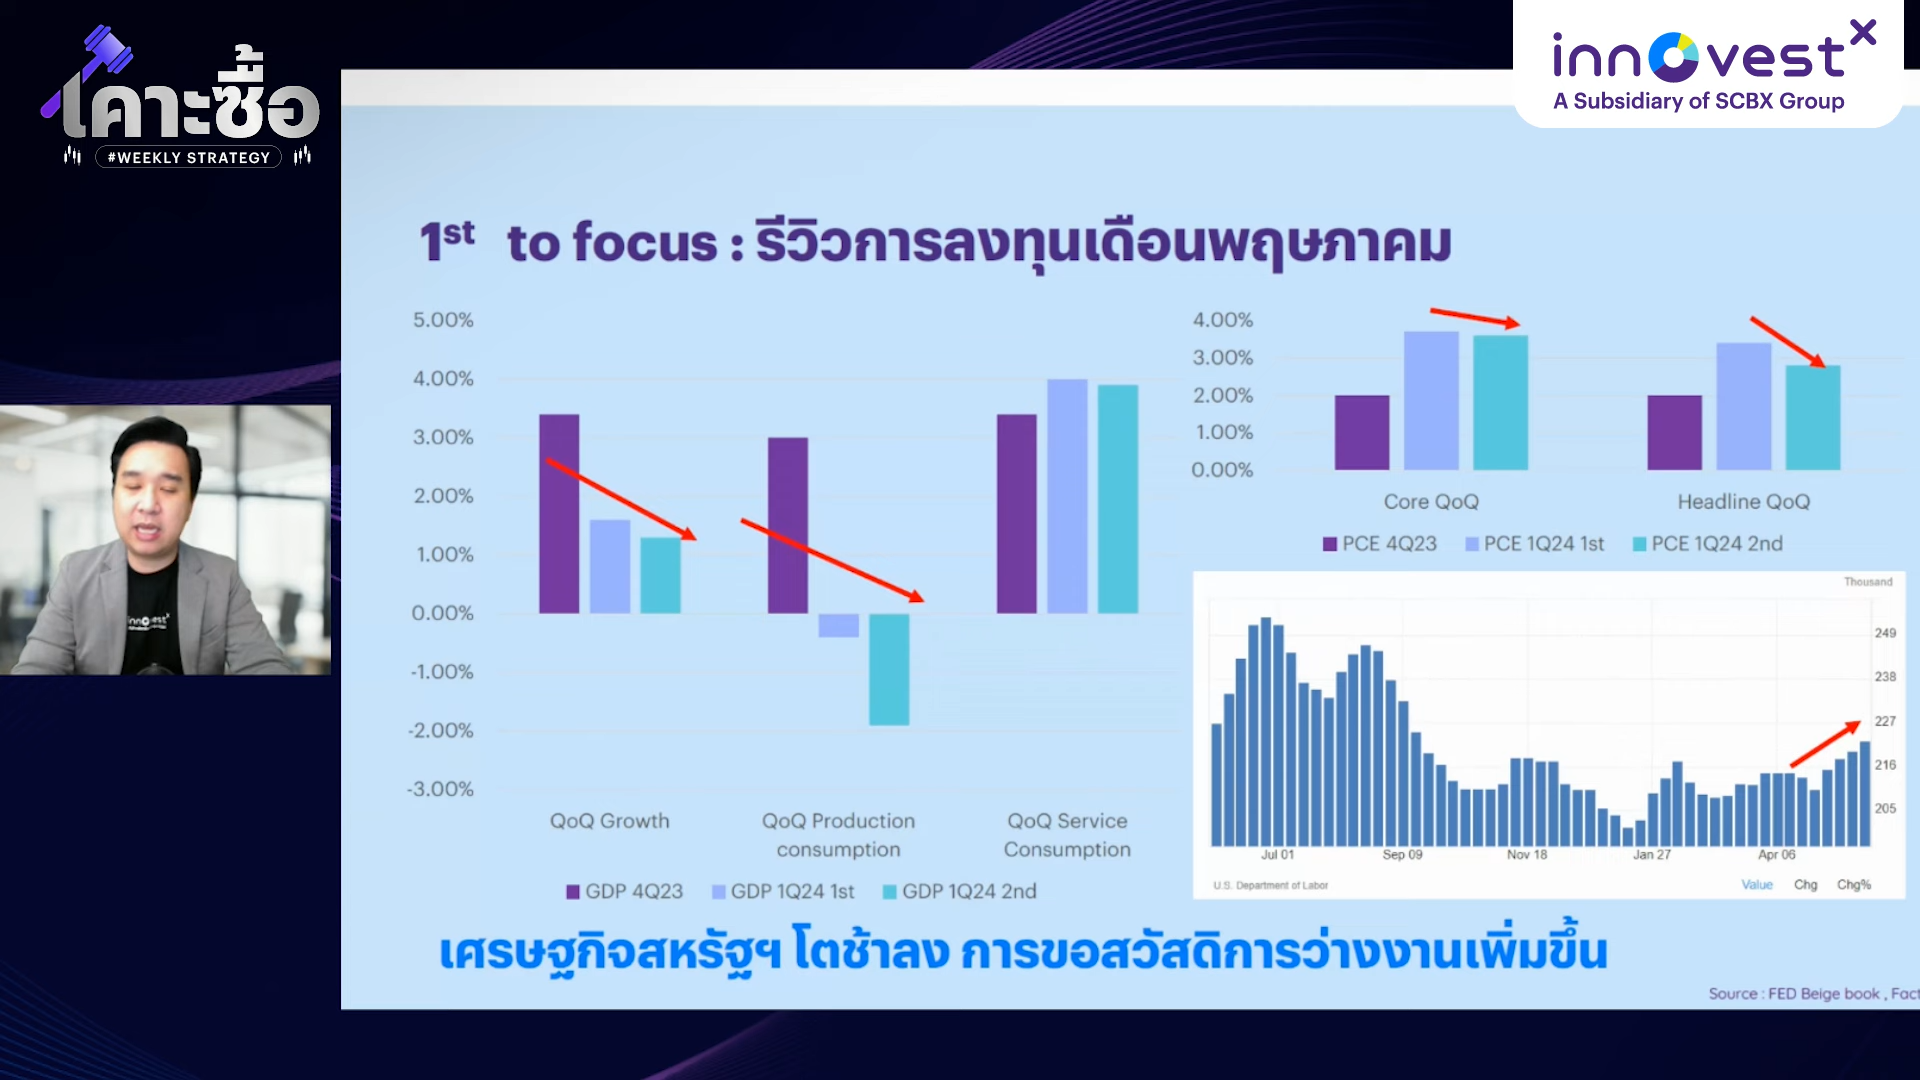 เคาะซื้อ
#WEEKLY STRATEGY
innovestx
A Subsidiary of SCBX Group
1st to focus : รีวิวการลงทุนเดือนพฤษภาคม
5.00%
4.00%
3.00%
2.00%
1.00%
0.00%
-1.00%
-2.00%
-3.00%
QoQ Growth
QoQ Production consumption
QoQ Service Consumption
GDP 4Q23 GDP 1Q24 1st GDP 1Q24 2nd
4.00%
3.00%
2.00%
1.00%
0.00%
Core QoQ
Headline QoQ
PCE 4Q23 PCE 1Q24 1st PCE 1Q24 2nd
Thousand
249
238
227
216
205
Jul 01 Sep 09 Nov 18 Jan 27 Apr 06
U.S. Department of Labor
Value Chg Chg%
innovestx
เศรษฐกิจสหรัฐฯ โตช้าลง การขอสวัสดิการว่างงานเพิ่มขึ้น
Source : FED Beige book , Fact